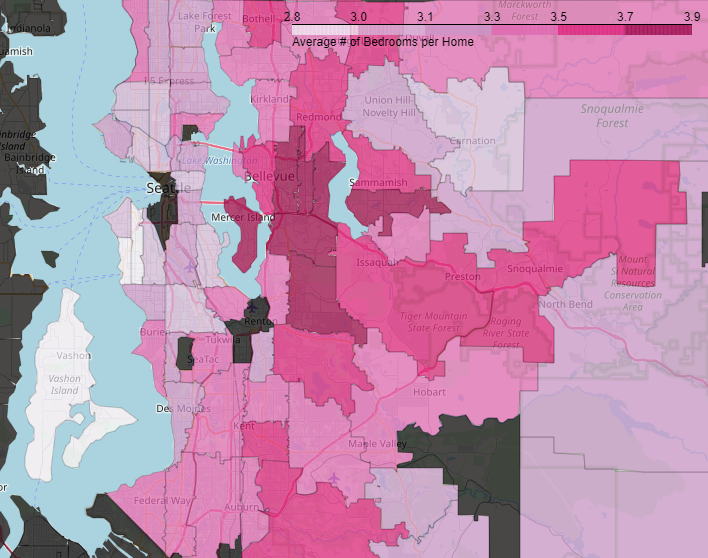 Marckworth
Forest
2.8 3.0 3.1 3.3 3.5 3.7 3.9
Average # of Bedrooms per Home
Lake Forest
Park
Bothell
Indianola
I 5 Express
Kirkland
Redmond
Union Hill
Novelty Hill
Carnation
Snoqualmie
Forest
Bainbridge
Island
Lake Washington
Seattle
Bellevue
Sammamish
Mercer Island
Issaquah
Preston
Snoqualmie
Mount
Si Natural
Resources
Conservation
Area
North Bend
Tiger Mountain
State Forest
Raging
River State
Forest
Renton
Burien
Tukwila
SeaTac
Vashon
Vashon
Island
Des Moines
Hobart
Kent
Maple Valley
Federal Way
Auburn